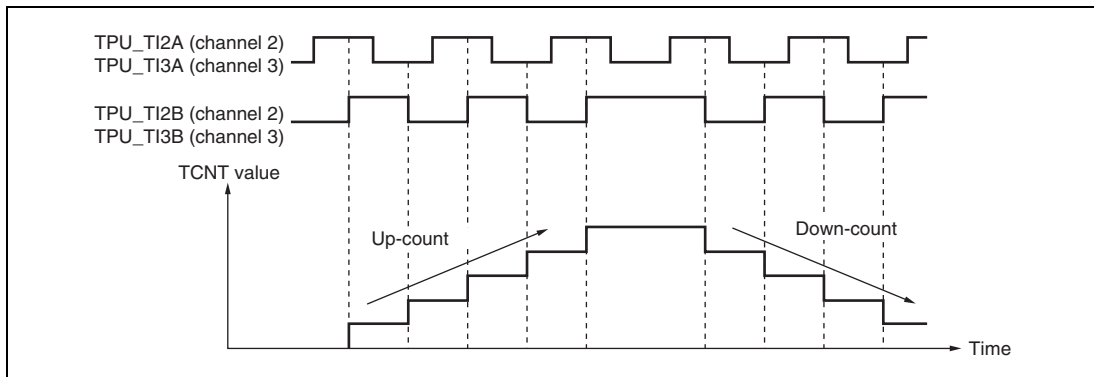 TPU_TI2A (channel 2)
TPU_TI3A (channel 3)
TPU_TI2B (channel 2)
TPU_TI3B (channel 3)
TCNT value
Up-count
Down-count
Time